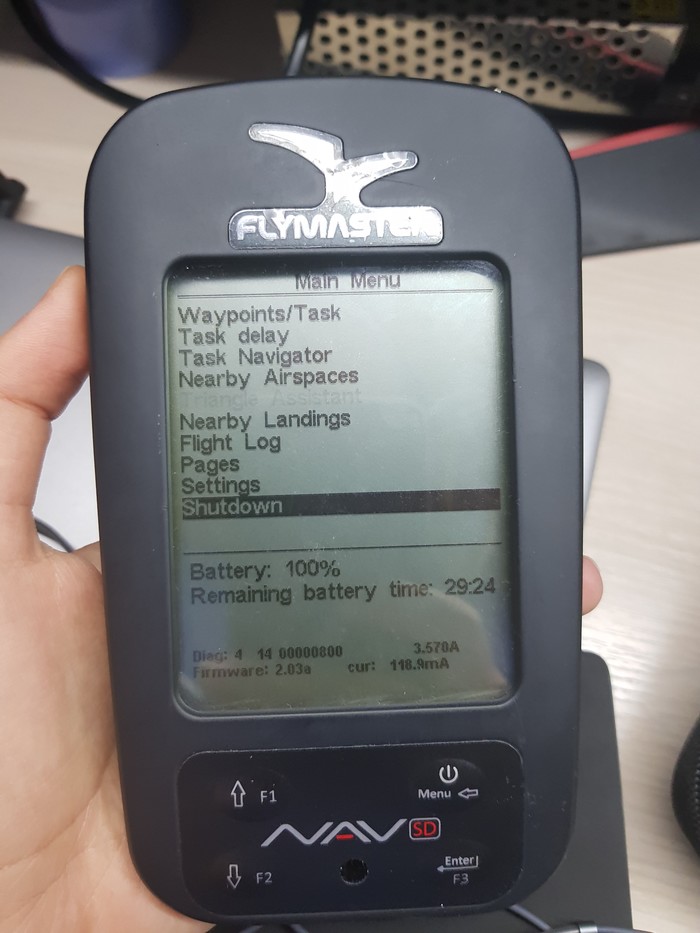 FLYMASTER
Main Menu
Waypoints/Task
Task delay
Task Navigator
Nearby Airspaces
Triangle Assistant
Nearby Landings
Flight Log
Pages
Settings
Shutdown
Battery: 100%
Remaining battery time: 29:24
Diag: 4 14 00000800 3.570A
Firmware: 2.03a cur: 118.9mA
F1 Menu
NAV SD
F2 Enter
F3